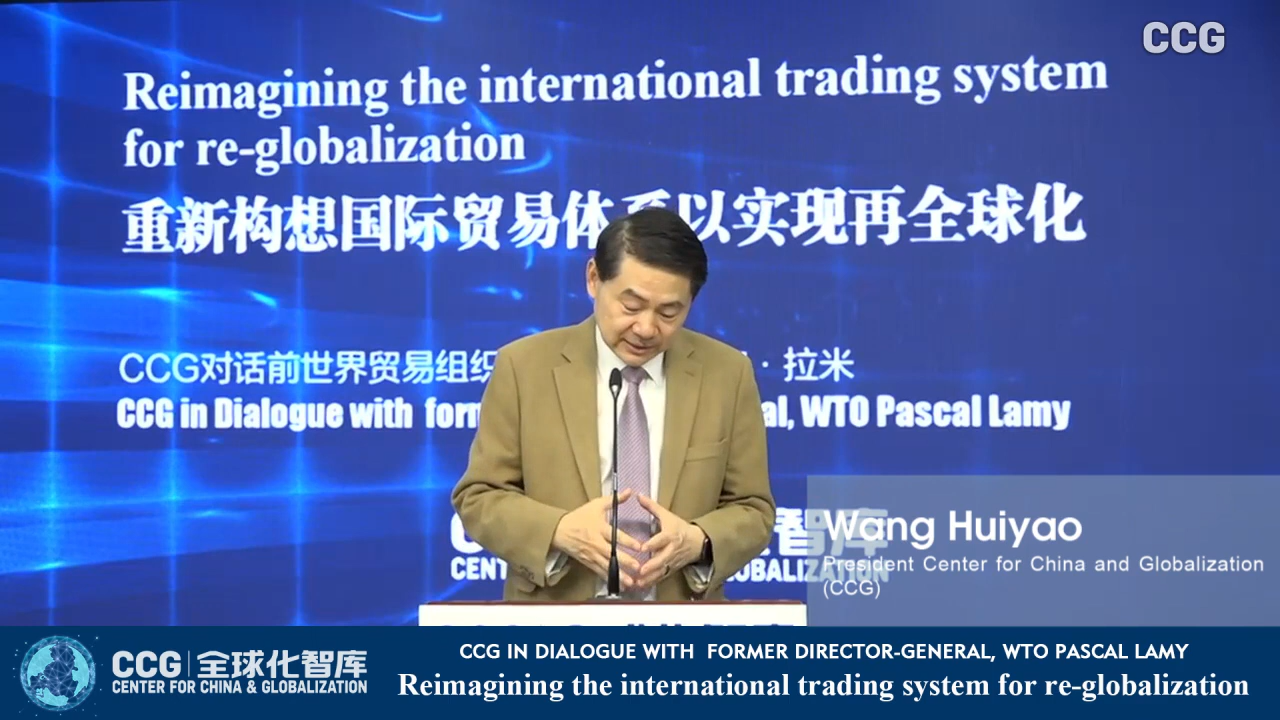 CCG
Reimagining the international trading system
for re-globalization
重新构想国际贸易体系以实现再全球化
CCG对话前世界贸易组织 · 拉米
CCG in Dialogue with WTO Pascal Lamy
Wang Huiyao
President Center for China and Globalization
(CCG)
智库
CCG 全球化智库
CENTER FOR CHINA & GLOBALIZATION
CCG IN DIALOGUE WITH FORMER DIRECTOR-GENERAL, WTO PASCAL LAMY
Reimagining the international trading system for re-globalization